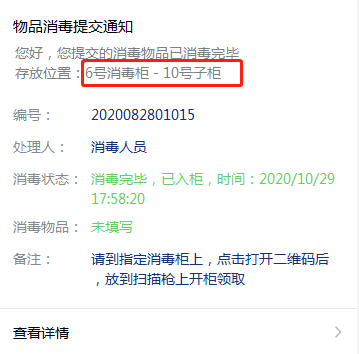 物品消毒提交通知
您好，您提交的消毒物品已消毒完毕
存放位置：6号消毒柜 - 10号子柜
编号： 2020082801015
处理人： 消毒人员
消毒状态： 消毒完毕，已入柜，时间：2020/10/29
17:58:20
消毒物品： 未填写
备注： 请到指定消毒柜上，点击打开二维码后
，放到扫描枪上开柜领取
查看详情